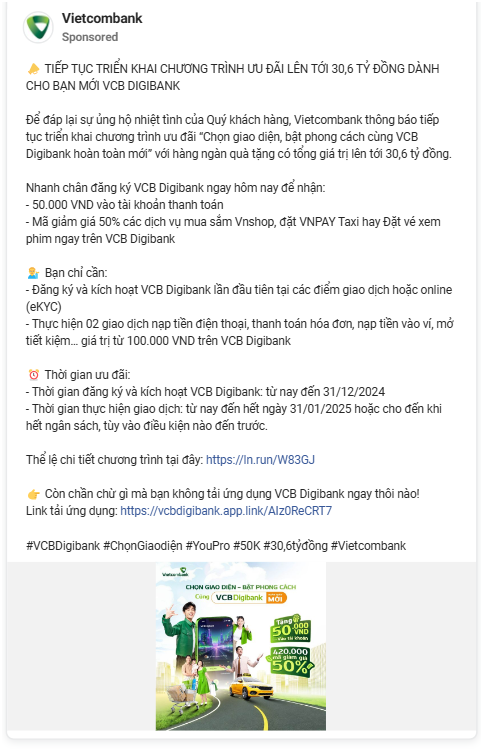 Vietcombank
Sponsored
📣 TIẾP TỤC TRIỂN KHAI CHƯƠNG TRÌNH ƯU ĐÃI LÊN TỚI 30,6 TỶ ĐỒNG DÀNH
CHO BẠN MỚI VCB DIGIBANK
Để đáp lại sự ủng hộ nhiệt tình của Quý khách hàng, Vietcombank thông báo tiếp
tục triển khai chương trình ưu đãi “Chọn giao diện, bật phong cách cùng VCB
Digibank hoàn toàn mới” với hàng ngàn quà tặng có tổng giá trị lên tới 30,6 tỷ đồng.
Nhanh chân đăng ký VCB Digibank ngay hôm nay để nhận:
- 50.000 VND vào tài khoản thanh toán
- Mã giảm giá 50% các dịch vụ mua sắm Vnshop, đặt VNPAY Taxi hay Đặt vé xem
phim ngay trên VCB Digibank
💁 Bạn chỉ cần:
- Đăng ký và kích hoạt VCB Digibank lần đầu tiên tại các điểm giao dịch hoặc online
(eKYC)
- Thực hiện 02 giao dịch nạp tiền điện thoại, thanh toán hóa đơn, nạp tiền vào ví, mở
tiết kiệm… giá trị từ 100.000 VND trên VCB Digibank
⏰ Thời gian ưu đãi:
- Thời gian đăng ký và kích hoạt VCB Digibank: từ nay đến 31/12/2024
- Thời gian thực hiện giao dịch: từ nay đến hết ngày 31/01/2025 hoặc cho đến khi
hết ngân sách, tùy vào điều kiện nào đến trước.
Thể lệ chi tiết chương trình tại đây: https://ln.run/W83GJ
👉 Còn chần chừ gì mà bạn không tải ứng dụng VCB Digibank ngay thôi nào!
Link tải ứng dụng: https://vcbdigibank.app.link/AIz0ReCRT7
#VCBDigibank #ChọnGiaodiện #YouPro #50K #30,6tỷđồng #Vietcombank
Vietcombank
CHỌN GIAO DIỆN - BẬT PHONG CÁCH
Cùng VCB Digibank
MỚI
Tặng
50.000
VND
vào tài khoản
420.000
mã giảm giá
50%